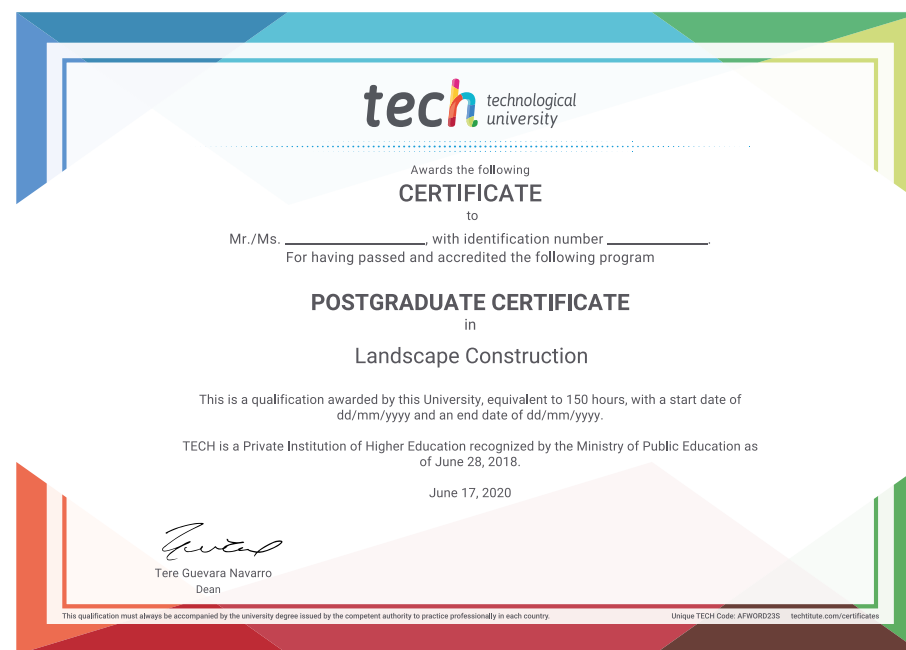 tech technological
university
Awards the following
CERTIFICATE
to
Mr./Ms. ____________________, with identification number ______________.
For having passed and accredited the following program
POSTGRADUATE CERTIFICATE
in
Landscape Construction
This is a qualification awarded by this University, equivalent to 150 hours, with a start date of
dd/mm/yyyy and an end date of dd/mm/yyyy.
TECH is a Private Institution of Higher Education recognized by the Ministry of Public Education as
of June 28, 2018.
June 17, 2020
Tere Guevara Navarro
Dean
This qualification must always be accompanied by the university degree issued by the competent authority to practice professionally in each country. Unique TECH Code: AFWORD23S techtitute.com/certificates